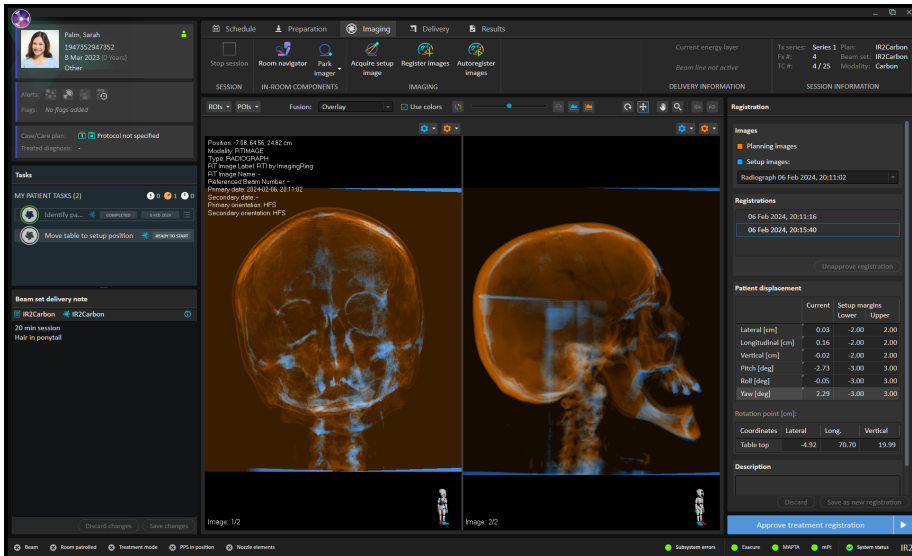 Palm, Sarah
1947352947352
8 Mar 2023 (0 Years)
Other
Alerts:
Flags: No flags added
Case/Care plan: 1 Protocol not specified
Treated diagnosis: -
Tasks
MY PATIENT TASKS (2) 0 1 0
Identify pa... COMPLETED 6 FEB 2024
Move table to setup position READY TO START
Beam set delivery note
IR2Carbon IR2Carbon
20 min session
Hair in ponytail
Discard changes Save changes
Schedule Preparation Imaging Delivery Results
Stop session Room navigator Park imager Acquire setup image Register images Autoregister images
SESSION IN-ROOM COMPONENTS IMAGING
Current energy layer
Beam line not active
DELIVERY INFORMATION
Tx series: Series 1 Plan: IR2Carbon
Fx #: 4 Beam set: IR2Carbon
TC #: 4 / 25 Modality: Carbon
SESSION INFORMATION
ROIs POIs Fusion: Overlay Use colors
Position: -7.08, 64.56, 24.82 cm
Modality: RTIMAGE
Type: RADIOGRAPH
RT Image Label: RTI by ImagingRing
RT Image Name: -
Referenced Beam Number: -
Primary date: 2024-02-06, 20:11:02
Secondary date: -
Primary orientation: HFS
Secondary orientation: HFS
Image: 1/2
Image: 2/2
Registration
Images
Planning images
Setup images:
Radiograph 06 Feb 2024, 20:11:02
Registrations
06 Feb 2024, 20:11:16
06 Feb 2024, 20:15:40
Unapprove registration
Patient displacement
Current Setup margins
Lower Upper
Lateral [cm] 0.03 -2.00 2.00
Longitudinal [cm] 0.16 -2.00 2.00
Vertical [cm] -0.02 -2.00 2.00
Pitch [deg] -2.73 -3.00 3.00
Roll [deg] -0.05 -3.00 3.00
Yaw [deg] 2.29 -3.00 3.00
Rotation point [cm]:
Coordinates Lateral Long. Vertical
Table top -4.92 70.70 19.99
Description
Discard Save as new registration
Approve treatment registration
Beam Room patrolled Treatment mode PPS in position Nozzle elements Subsystem errors Exacure MAPTA mPc System status IR2